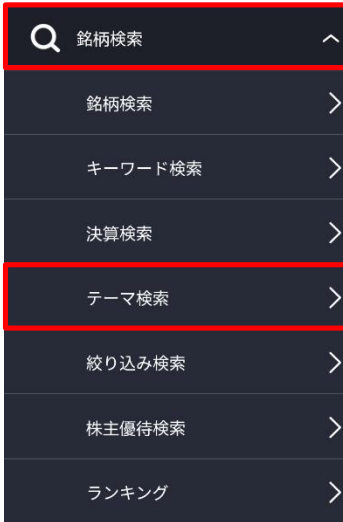 銘柄検索
銘柄検索
キーワード検索
決算検索
テーマ検索
絞り込み検索
株主優待検索
ランキング